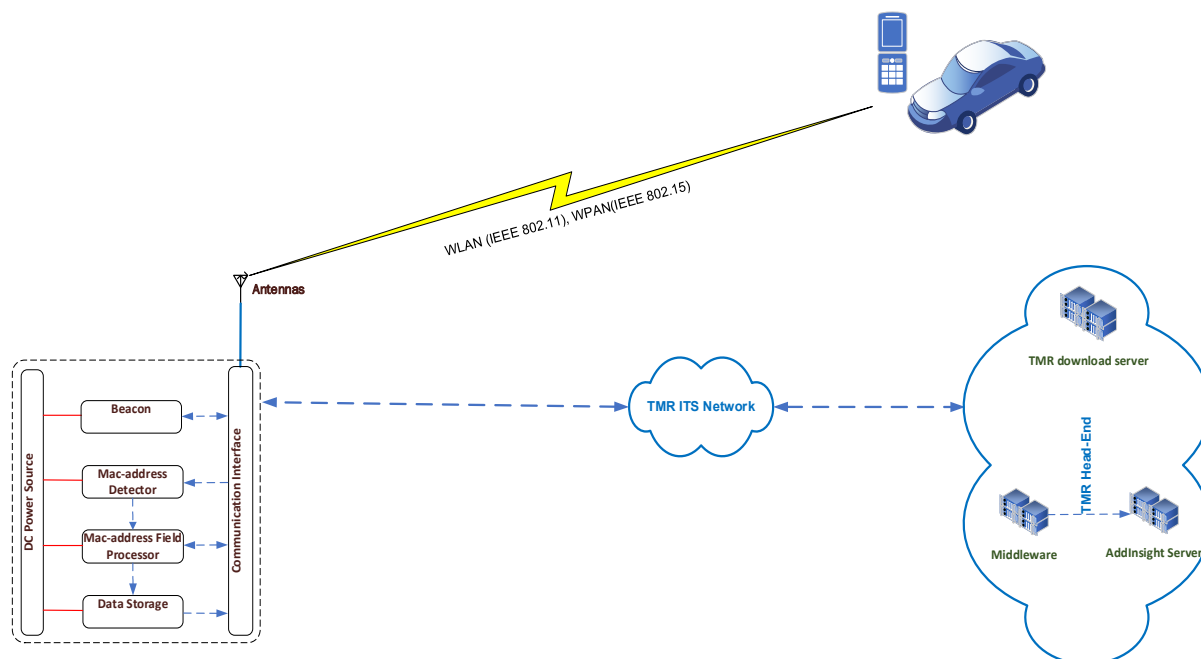 WLAN (IEEE 802.11), WPAN(IEEE 802.15)
Antennas
TMR download server
DC Power Source
Beacon
Mac-address
Detector
Mac-address Field
Processor
Data Storage
Communication Interface
TMR ITS Network
TMR Head-End
Middleware
AddInsight Server